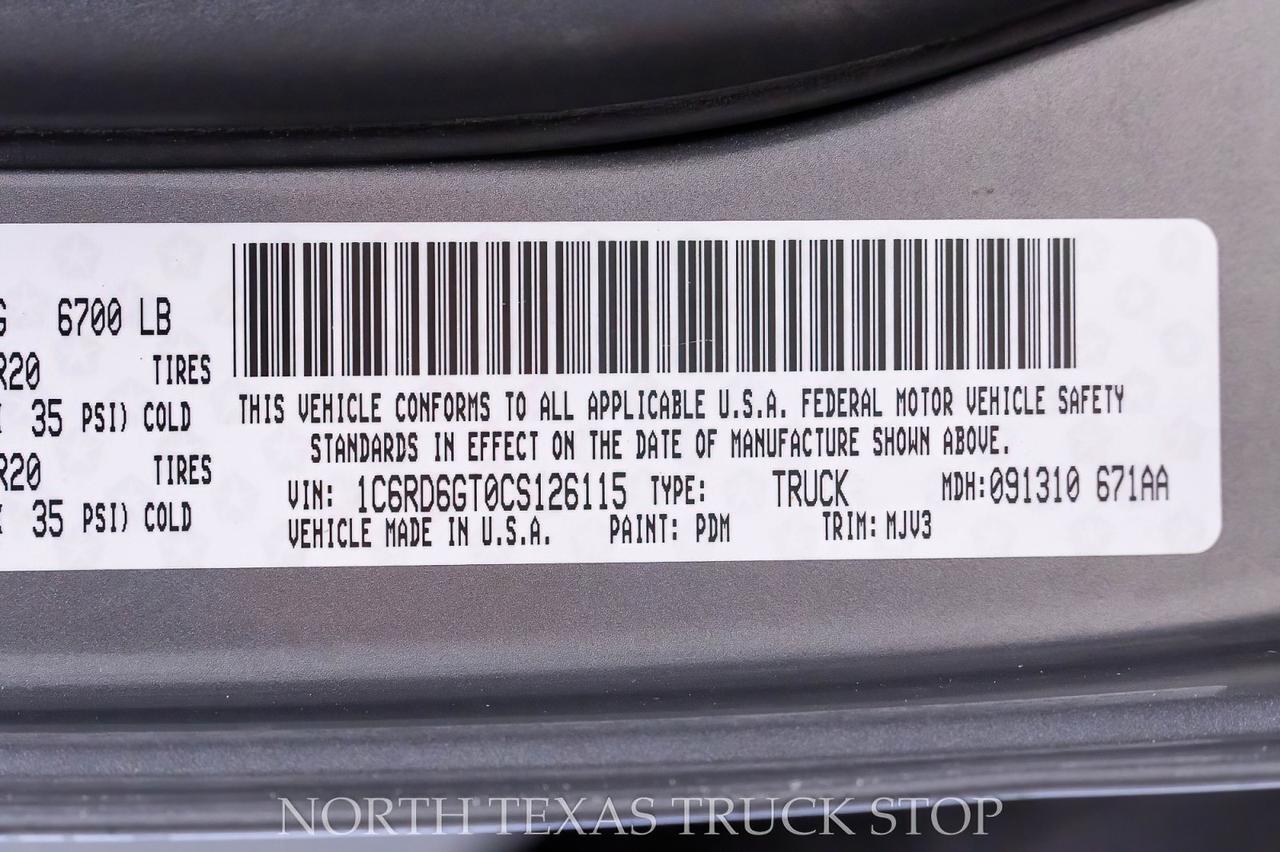 G 6700 LB
R20 TIRES
35 PSI) COLD
R20 TIRES
35 PSI) COLD
THIS VEHICLE CONFORMS TO ALL APPLICABLE U.S.A. FEDERAL MOTOR VEHICLE SAFETY
STANDARDS IN EFFECT ON THE DATE OF MANUFACTURE SHOWN ABOVE.
VIN: 1C6RD6GT0CS126115 TYPE: TRUCK MDH:091310 671AA
VEHICLE MADE IN U.S.A. PAINT: PDM TRIM: MJV3
NORTH TEXAS TRUCK STOP